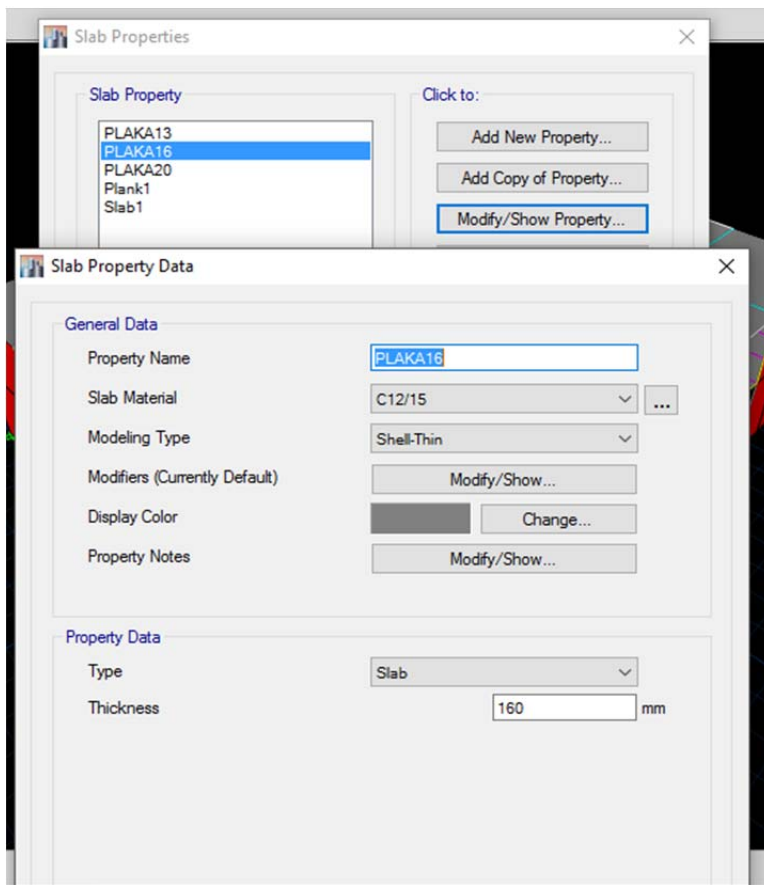 Slab Properties
Slab Property
Click to:
PLAKA13
PLAKA16
PLAKA20
Plank1
Slab1
Add New Property...
Add Copy of Property...
Modify/Show Property...
Slab Property Data
General Data
Property Name PLAKA16
Slab Material C12/15 ...
Modeling Type Shell-Thin
Modifiers (Currently Default) Modify/Show...
Display Color Change...
Property Notes Modify/Show...
Property Data
Type Slab
Thickness 160 mm